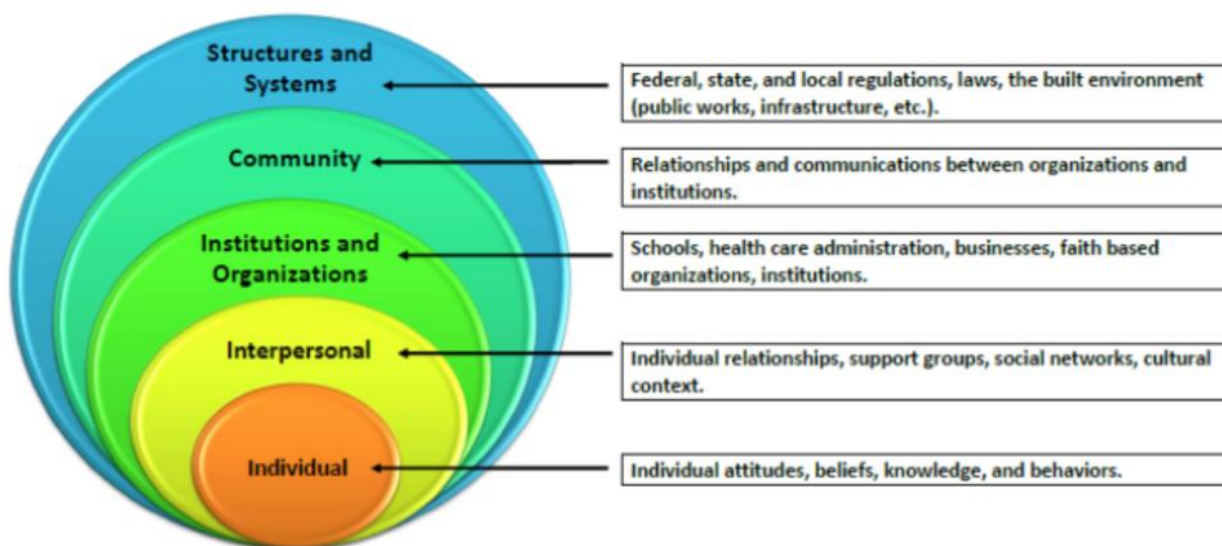 Structures and
Systems
Federal, state, and local regulations, laws, the built environment
(public works, infrastructure, etc.).
Community
Relationships and communications between organizations and
institutions.
Institutions and
Organizations
Schools, health care administration, businesses, faith based
organizations, institutions.
Interpersonal
Individual relationships, support groups, social networks, cultural
context.
Individual
Individual attitudes, beliefs, knowledge, and behaviors.